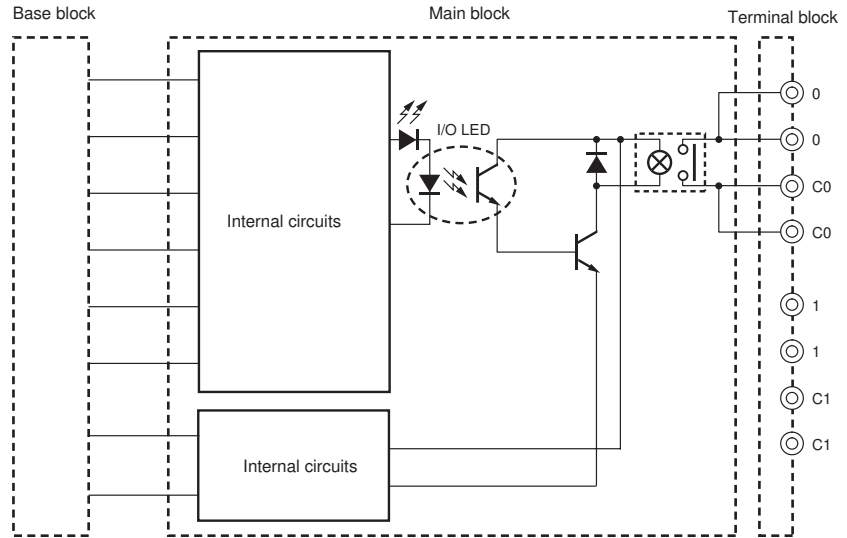 Base block
Main block
Terminal block
I/O LED
Internal circuits
Internal circuits
0
0
C0
C0
1
1
C1
C1